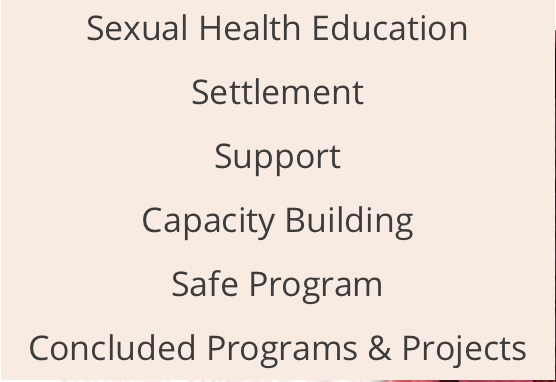 Sexual Health Education
Settlement
Support
Capacity Building
Safe Program
Concluded Programs & Projects